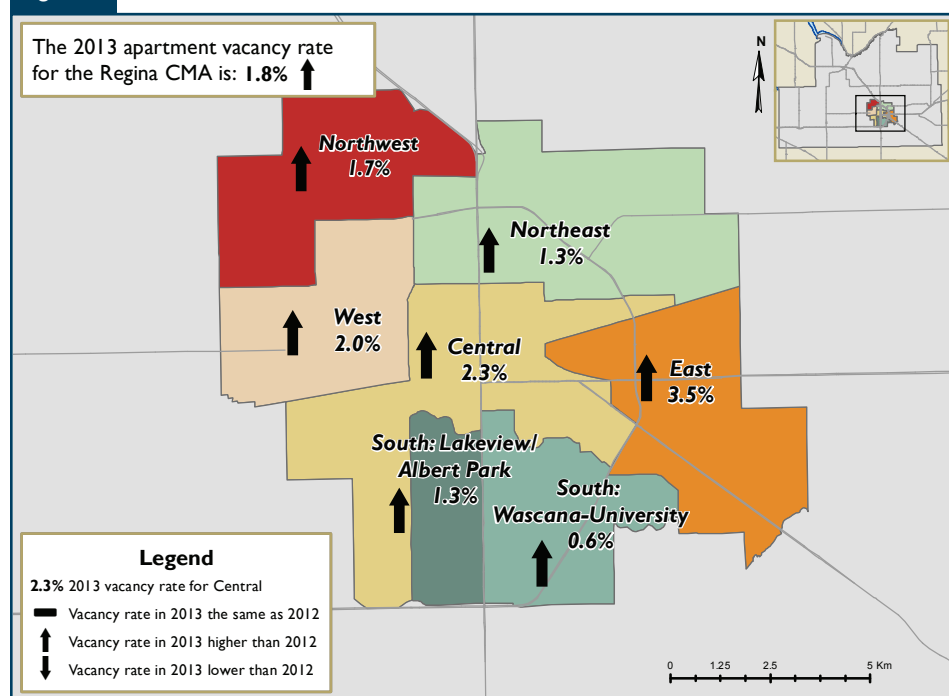 The 2013 apartment vacancy rate
for the Regina CMA is: 1.8%
N
Northwest
1.7%
Northeast
1.3%
West
2.0%
Central
2.3%
East
3.5%
South: Lakeview/
Albert Park
1.3%
South:
Wascana-University
0.6%
Legend
2.3% 2013 vacancy rate for Central
Vacancy rate in 2013 the same as 2012
Vacancy rate in 2013 higher than 2012
Vacancy rate in 2013 lower than 2012
0 1.25 2.5 5 Km